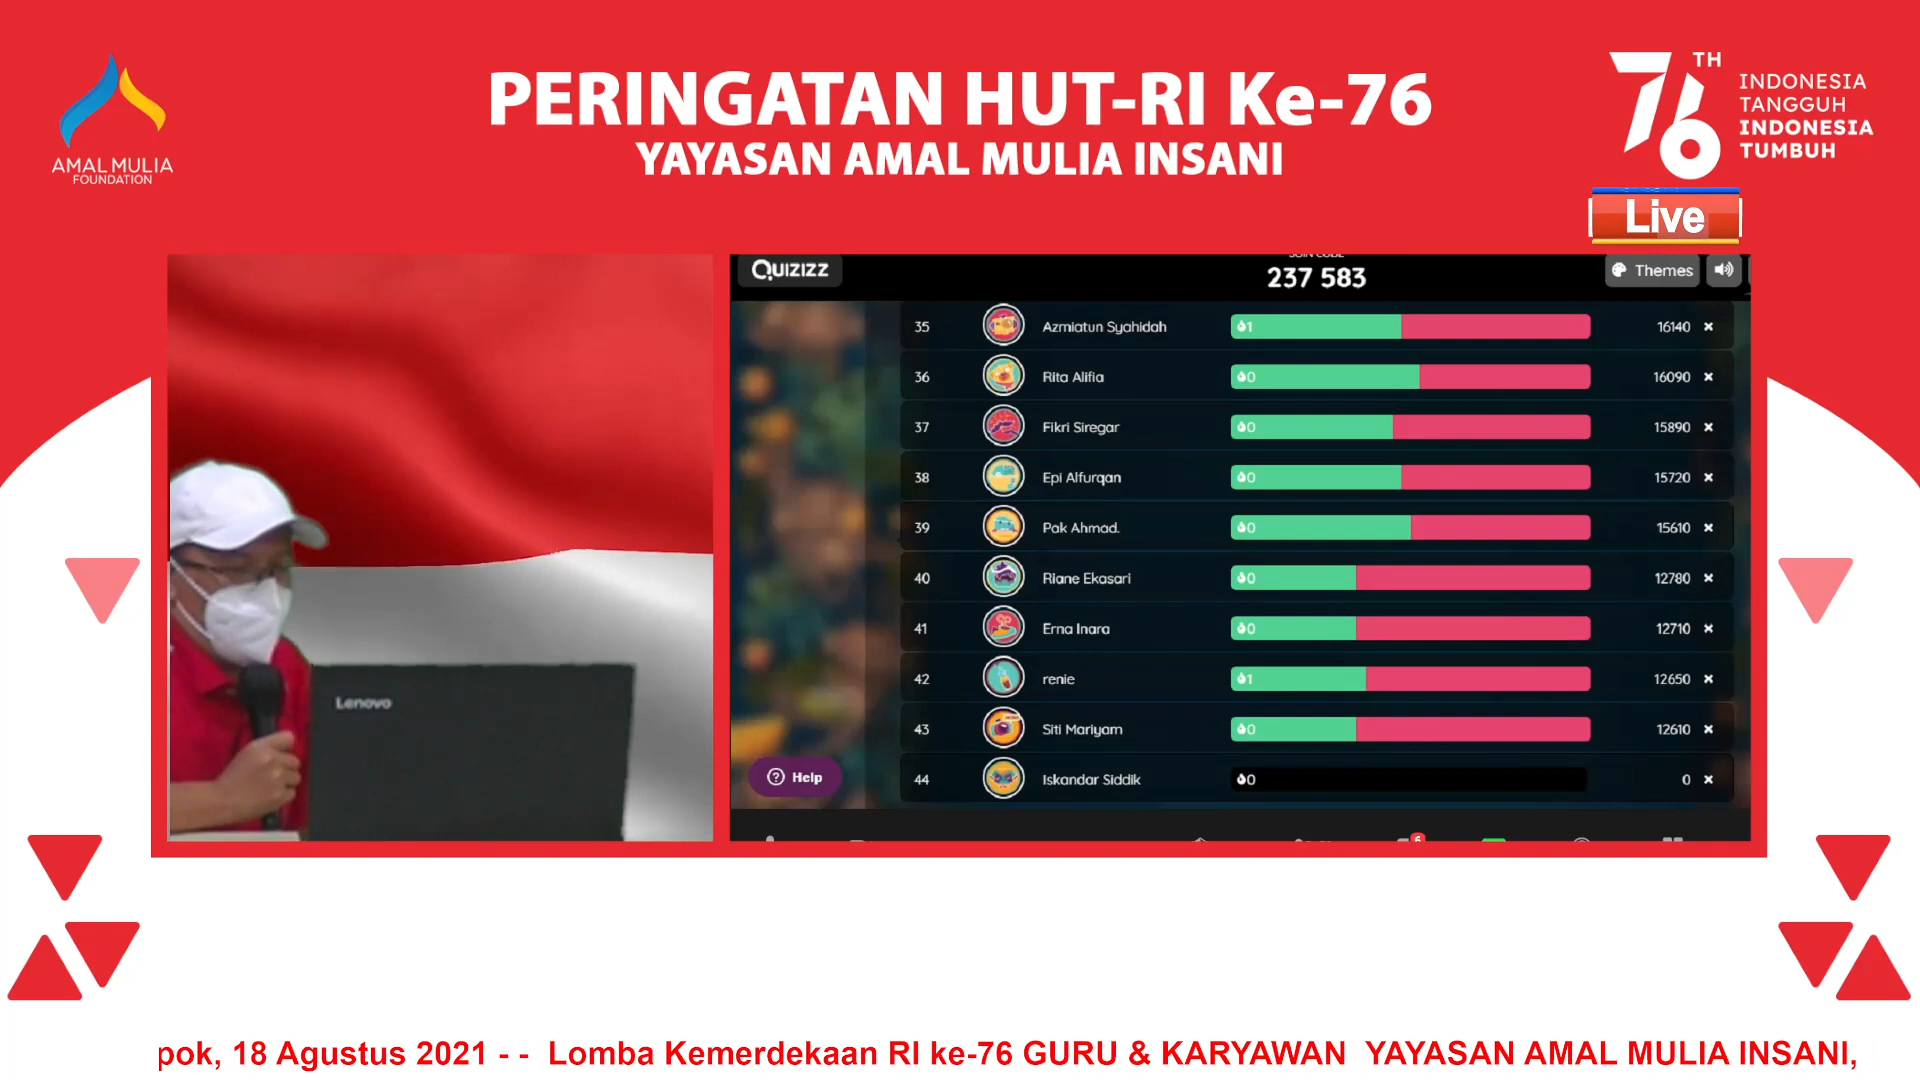 PERINGATAN HUT-RI Ke-76
YAYASAN AMAL MULIA INSANI
AMAL MULIA
FOUNDATION
76 TH
INDONESIA
TANGGUH
INDONESIA
TUMBUH
Live
Quizizz
JOIN CODE
237 583
Themes
35 Azmiatun Syahidah 1 16140 ×
36 Rita Alifia 0 16090 ×
37 Fikri Siregar 0 15890 ×
38 Epi Alfurqan 0 15720 ×
39 Pak Ahmad. 0 15610 ×
40 Riane Ekasari 0 12780 ×
41 Erna Inara 0 12710 ×
42 renie 1 12650 ×
43 Siti Mariyam 0 12610 ×
44 Iskandar Siddik 0 0 ×
Help
6
Lenovo
pok, 18 Agustus 2021 - - Lomba Kemerdekaan RI ke-76 GURU & KARYAWAN YAYASAN AMAL MULIA INSANI,